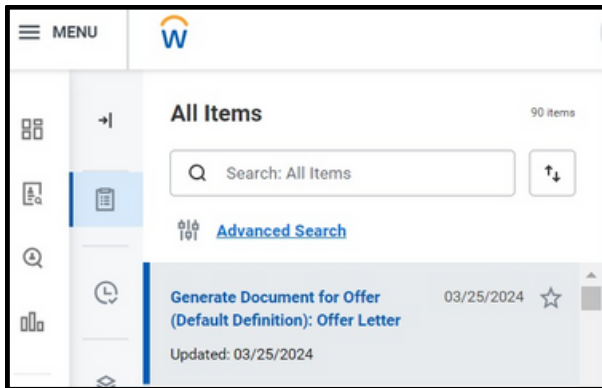 MENU
W
All Items
90 items
Search: All Items
Advanced Search
Generate Document for Offer
(Default Definition): Offer Letter
03/25/2024
Updated: 03/25/2024